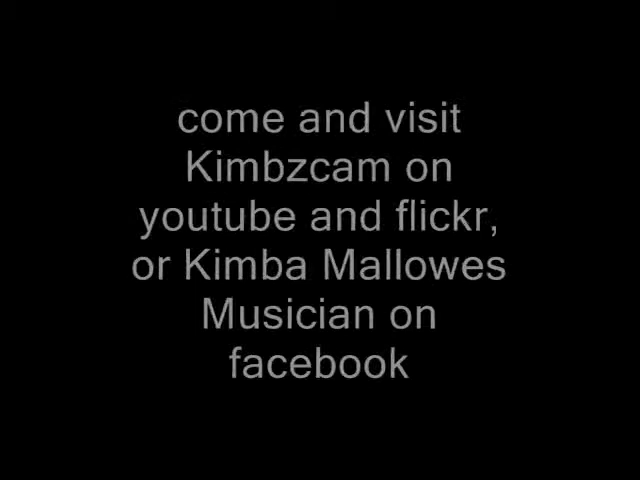 come and visit
Kimbzcam on
youtube and flickr,
or Kimba Mallowes
Musician on
facebook